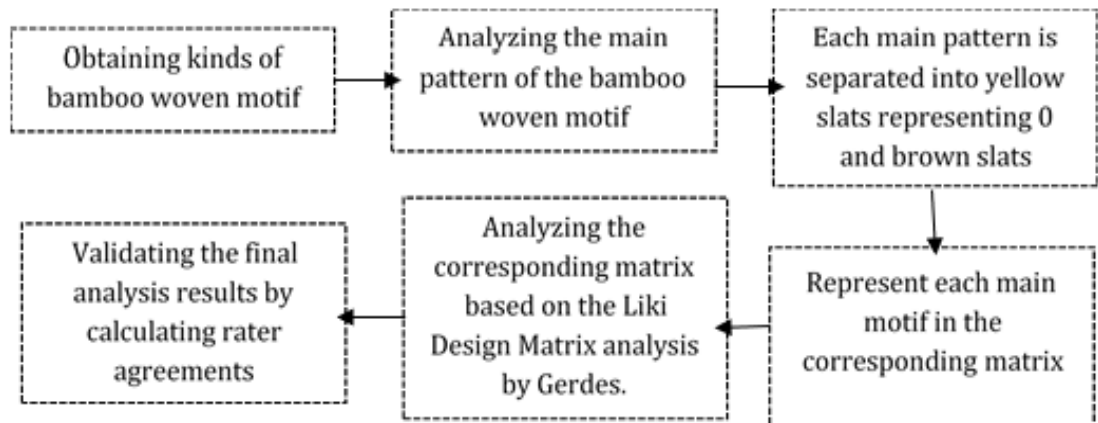 Obtaining kinds of
bamboo woven motif
Analyzing the main
pattern of the bamboo
woven motif
Each main pattern is
separated into yellow
slats representing 0
and brown slats
Represent each main
motif in the
corresponding matrix
Analyzing the
corresponding matrix
based on the Liki
Design Matrix analysis
by Gerdes.
Validating the final
analysis results by
calculating rater
agreements